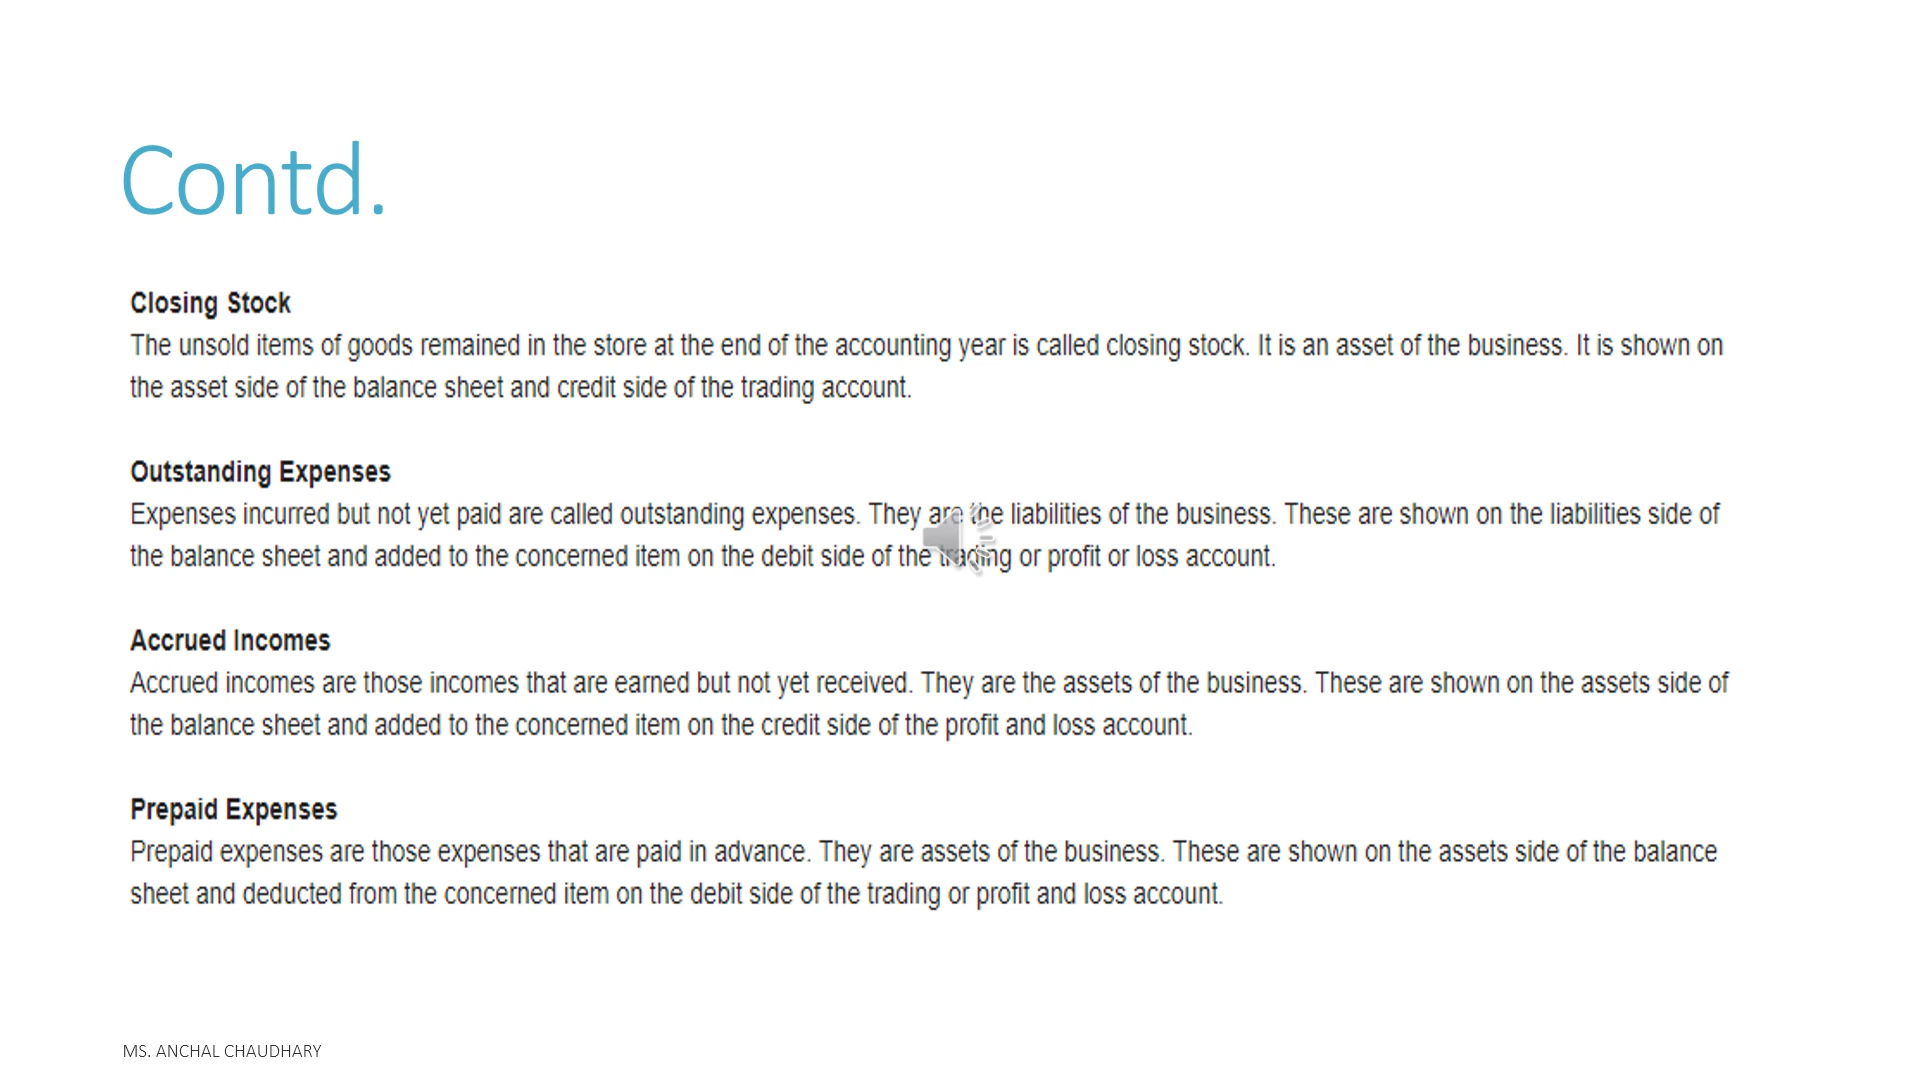 Contd.
Closing Stock
The unsold items of goods remained in the store at the end of the accounting year is called closing stock. It is an asset of the business. It is shown on
the asset side of the balance sheet and credit side of the trading account.
Outstanding Expenses
Expenses incurred but not yet paid are called outstanding expenses. They are the liabilities of the business. These are shown on the liabilities side of
the balance sheet and added to the concerned item on the debit side of the trading or profit or loss account.
Accrued Incomes
Accrued incomes are those incomes that are earned but not yet received. They are the assets of the business. These are shown on the assets side of
the balance sheet and added to the concerned item on the credit side of the profit and loss account.
Prepaid Expenses
Prepaid expenses are those expenses that are paid in advance. They are assets of the business. These are shown on the assets side of the balance
sheet and deducted from the concerned item on the debit side of the trading or profit and loss account.
MS. ANCHAL CHAUDHARY